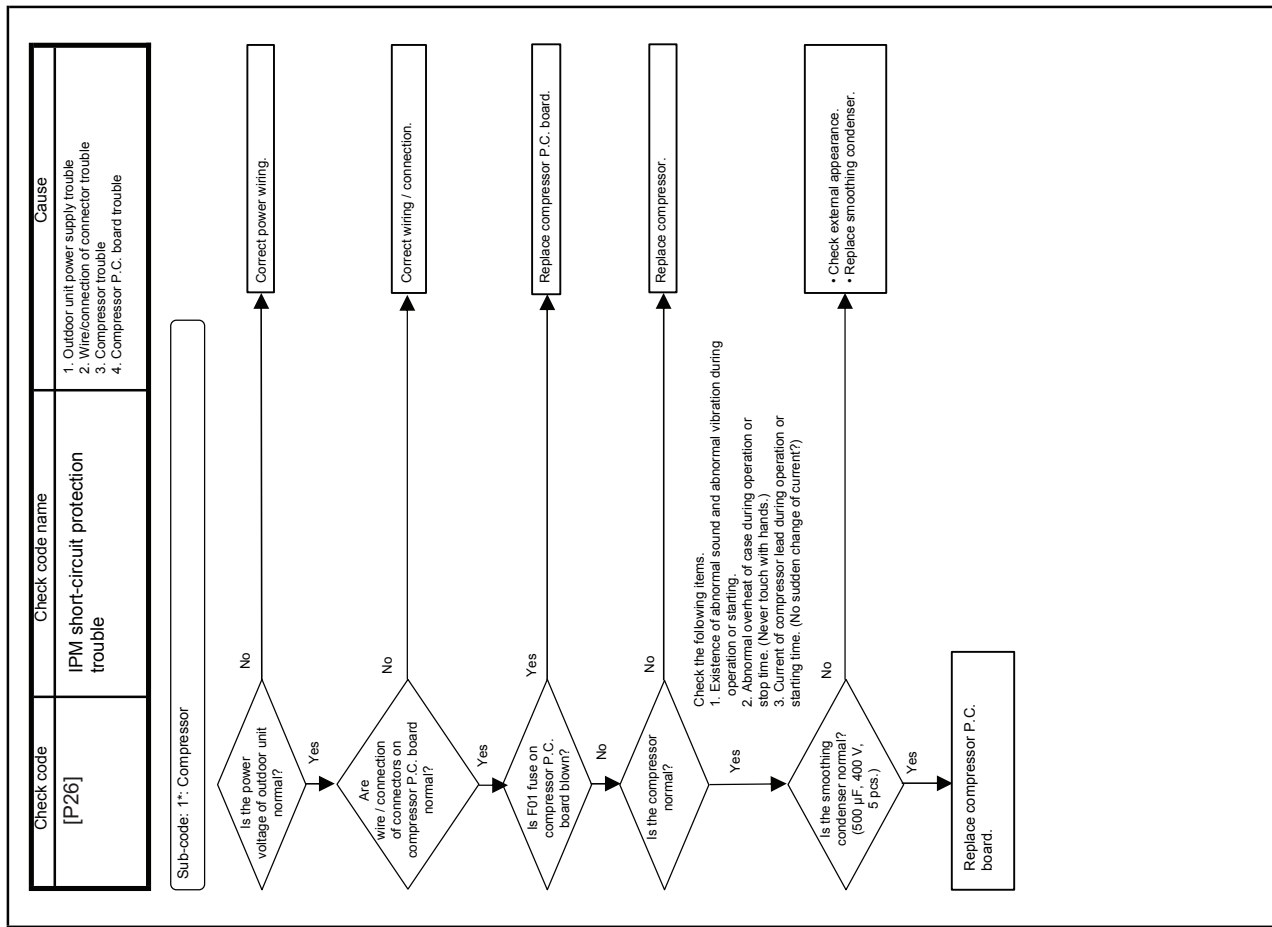 Check code
Check code name
Cause
[P26]
IPM short-circuit protection
trouble
1. Outdoor unit power supply trouble
2. Wire/connection of connector trouble
3. Compressor trouble
4. Compressor P.C. board trouble
Sub-code: 1*: Compressor
Is the power
voltage of outdoor unit
normal?
No
Correct power wiring.
Yes
Are
wire / connection
of connectors on
compressor P.C. board
normal?
No
Correct wiring / connection.
Yes
Is F01 fuse on
compressor P.C.
board blown?
Yes
Replace compressor P.C. board.
No
Is the compressor
normal?
No
Replace compressor.
Check the following items.
1. Existence of abnormal sound and abnormal vibration during
operation or starting.
2. Abnormal overheat of case during operation or
stop time. (Never touch with hands.)
3. Current of compressor lead during operation or
starting time. (No sudden change of current?)
Yes
Is the smoothing
condenser normal?
(500 µF, 400 V,
5 pcs.)
No
• Check external appearance.
• Replace smoothing condenser.
Yes
Replace compressor P.C.
board.